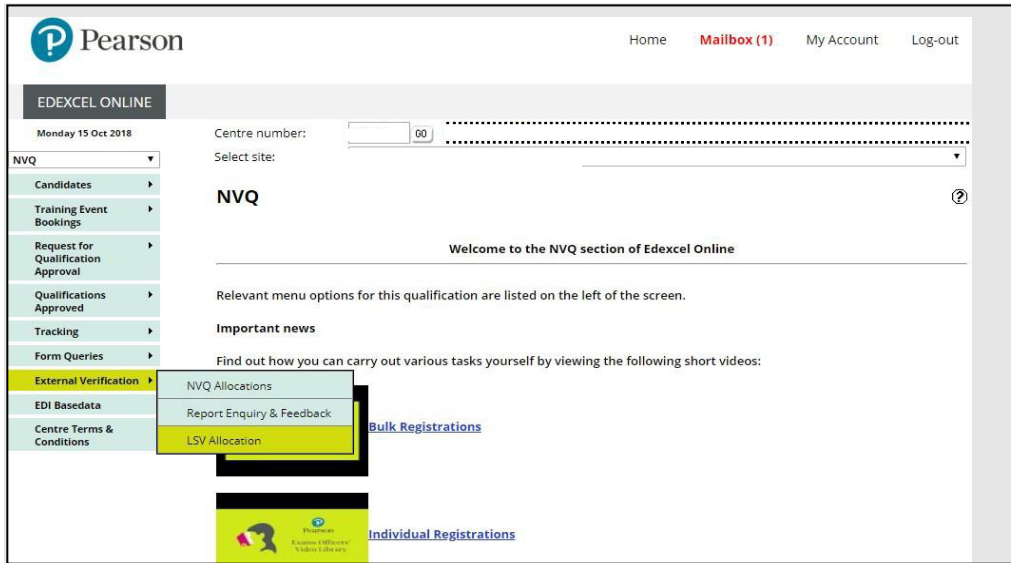 Pearson
Home Mailbox (1) My Account Log-out
EDEXCEL ONLINE
Monday 15 Oct 2018
NVQ
Candidates
Training Event
Bookings
Request for
Qualification
Approval
Qualifications
Approved
Tracking
Form Queries
External Verification
EDI Basedata
Centre Terms &
Conditions
NVQ Allocations
Report Enquiry & Feedback
LSV Allocation
Centre number: GO
Select site:
NVQ
?
Welcome to the NVQ section of Edexcel Online
Relevant menu options for this qualification are listed on the left of the screen.
Important news
Find out how you can carry out various tasks yourself by viewing the following short videos:
Bulk Registrations
Pearson
Exams Officers'
Video Library
Individual Registrations